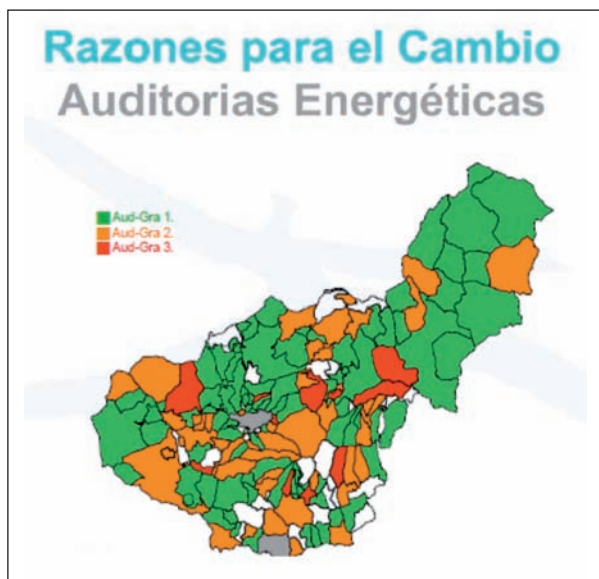 Razones para el Cambio
Auditorias Energéticas
Aud-Gra 1.
Aud-Gra 2.
Aud-Gra 3.